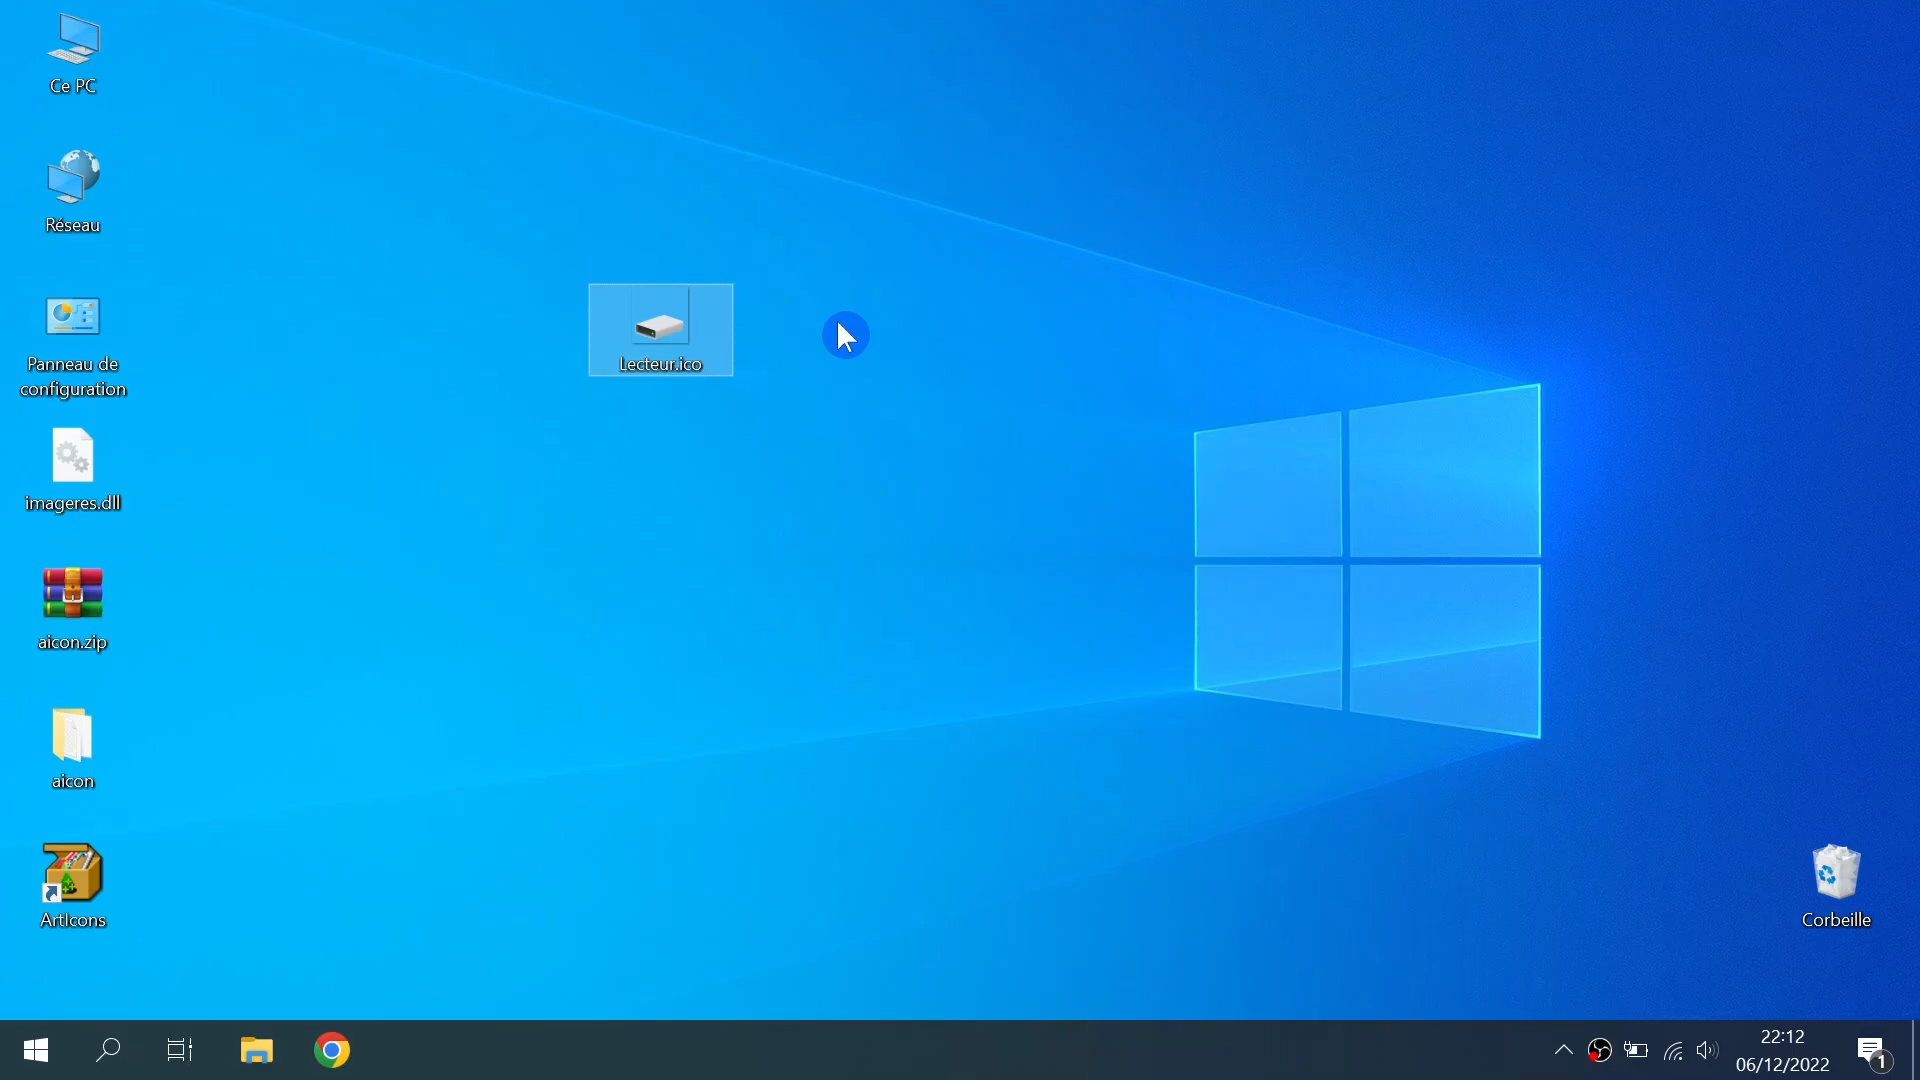 Ce PC
Réseau
Panneau de
configuration
imageres.dll
aicon.zip
aicon
ArtIcons
Lecteur.ico
Corbeille
22:12
06/12/2022
1